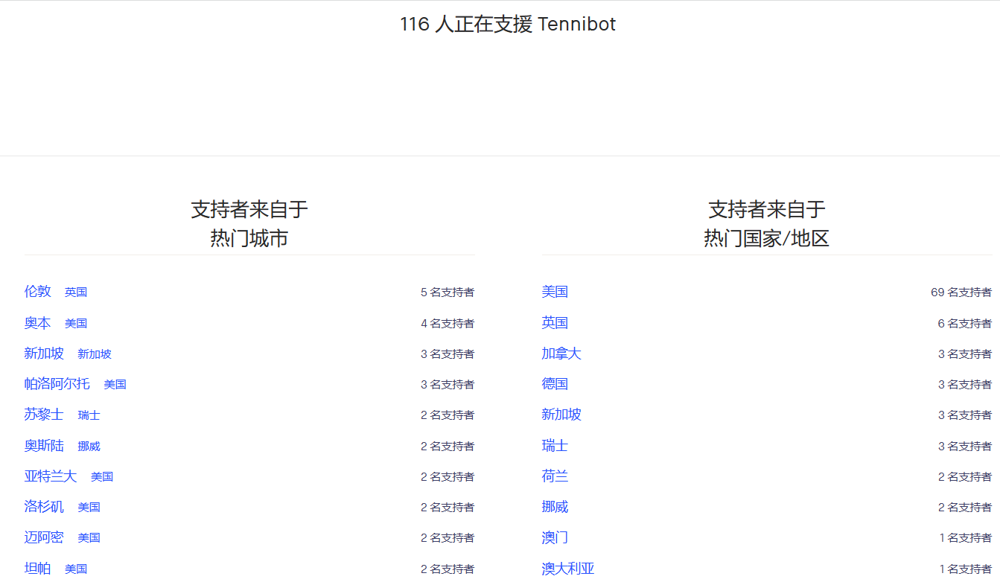 116 人正在支援 Tennibot
支持者来自于
热门城市
伦敦 英国 5 名支持者
奥本 美国 4 名支持者
新加坡 新加坡 3 名支持者
帕洛阿尔托 美国 3 名支持者
苏黎士 瑞士 2 名支持者
奥斯陆 挪威 2 名支持者
亚特兰大 美国 2 名支持者
洛杉矶 美国 2 名支持者
迈阿密 美国 2 名支持者
坦帕 美国 2 名支持者
支持者来自于
热门国家/地区
美国 69 名支持者
英国 6 名支持者
加拿大 3 名支持者
德国 3 名支持者
新加坡 3 名支持者
瑞士 3 名支持者
荷兰 2 名支持者
挪威 2 名支持者
澳门 1 名支持者
澳大利亚 1 名支持者